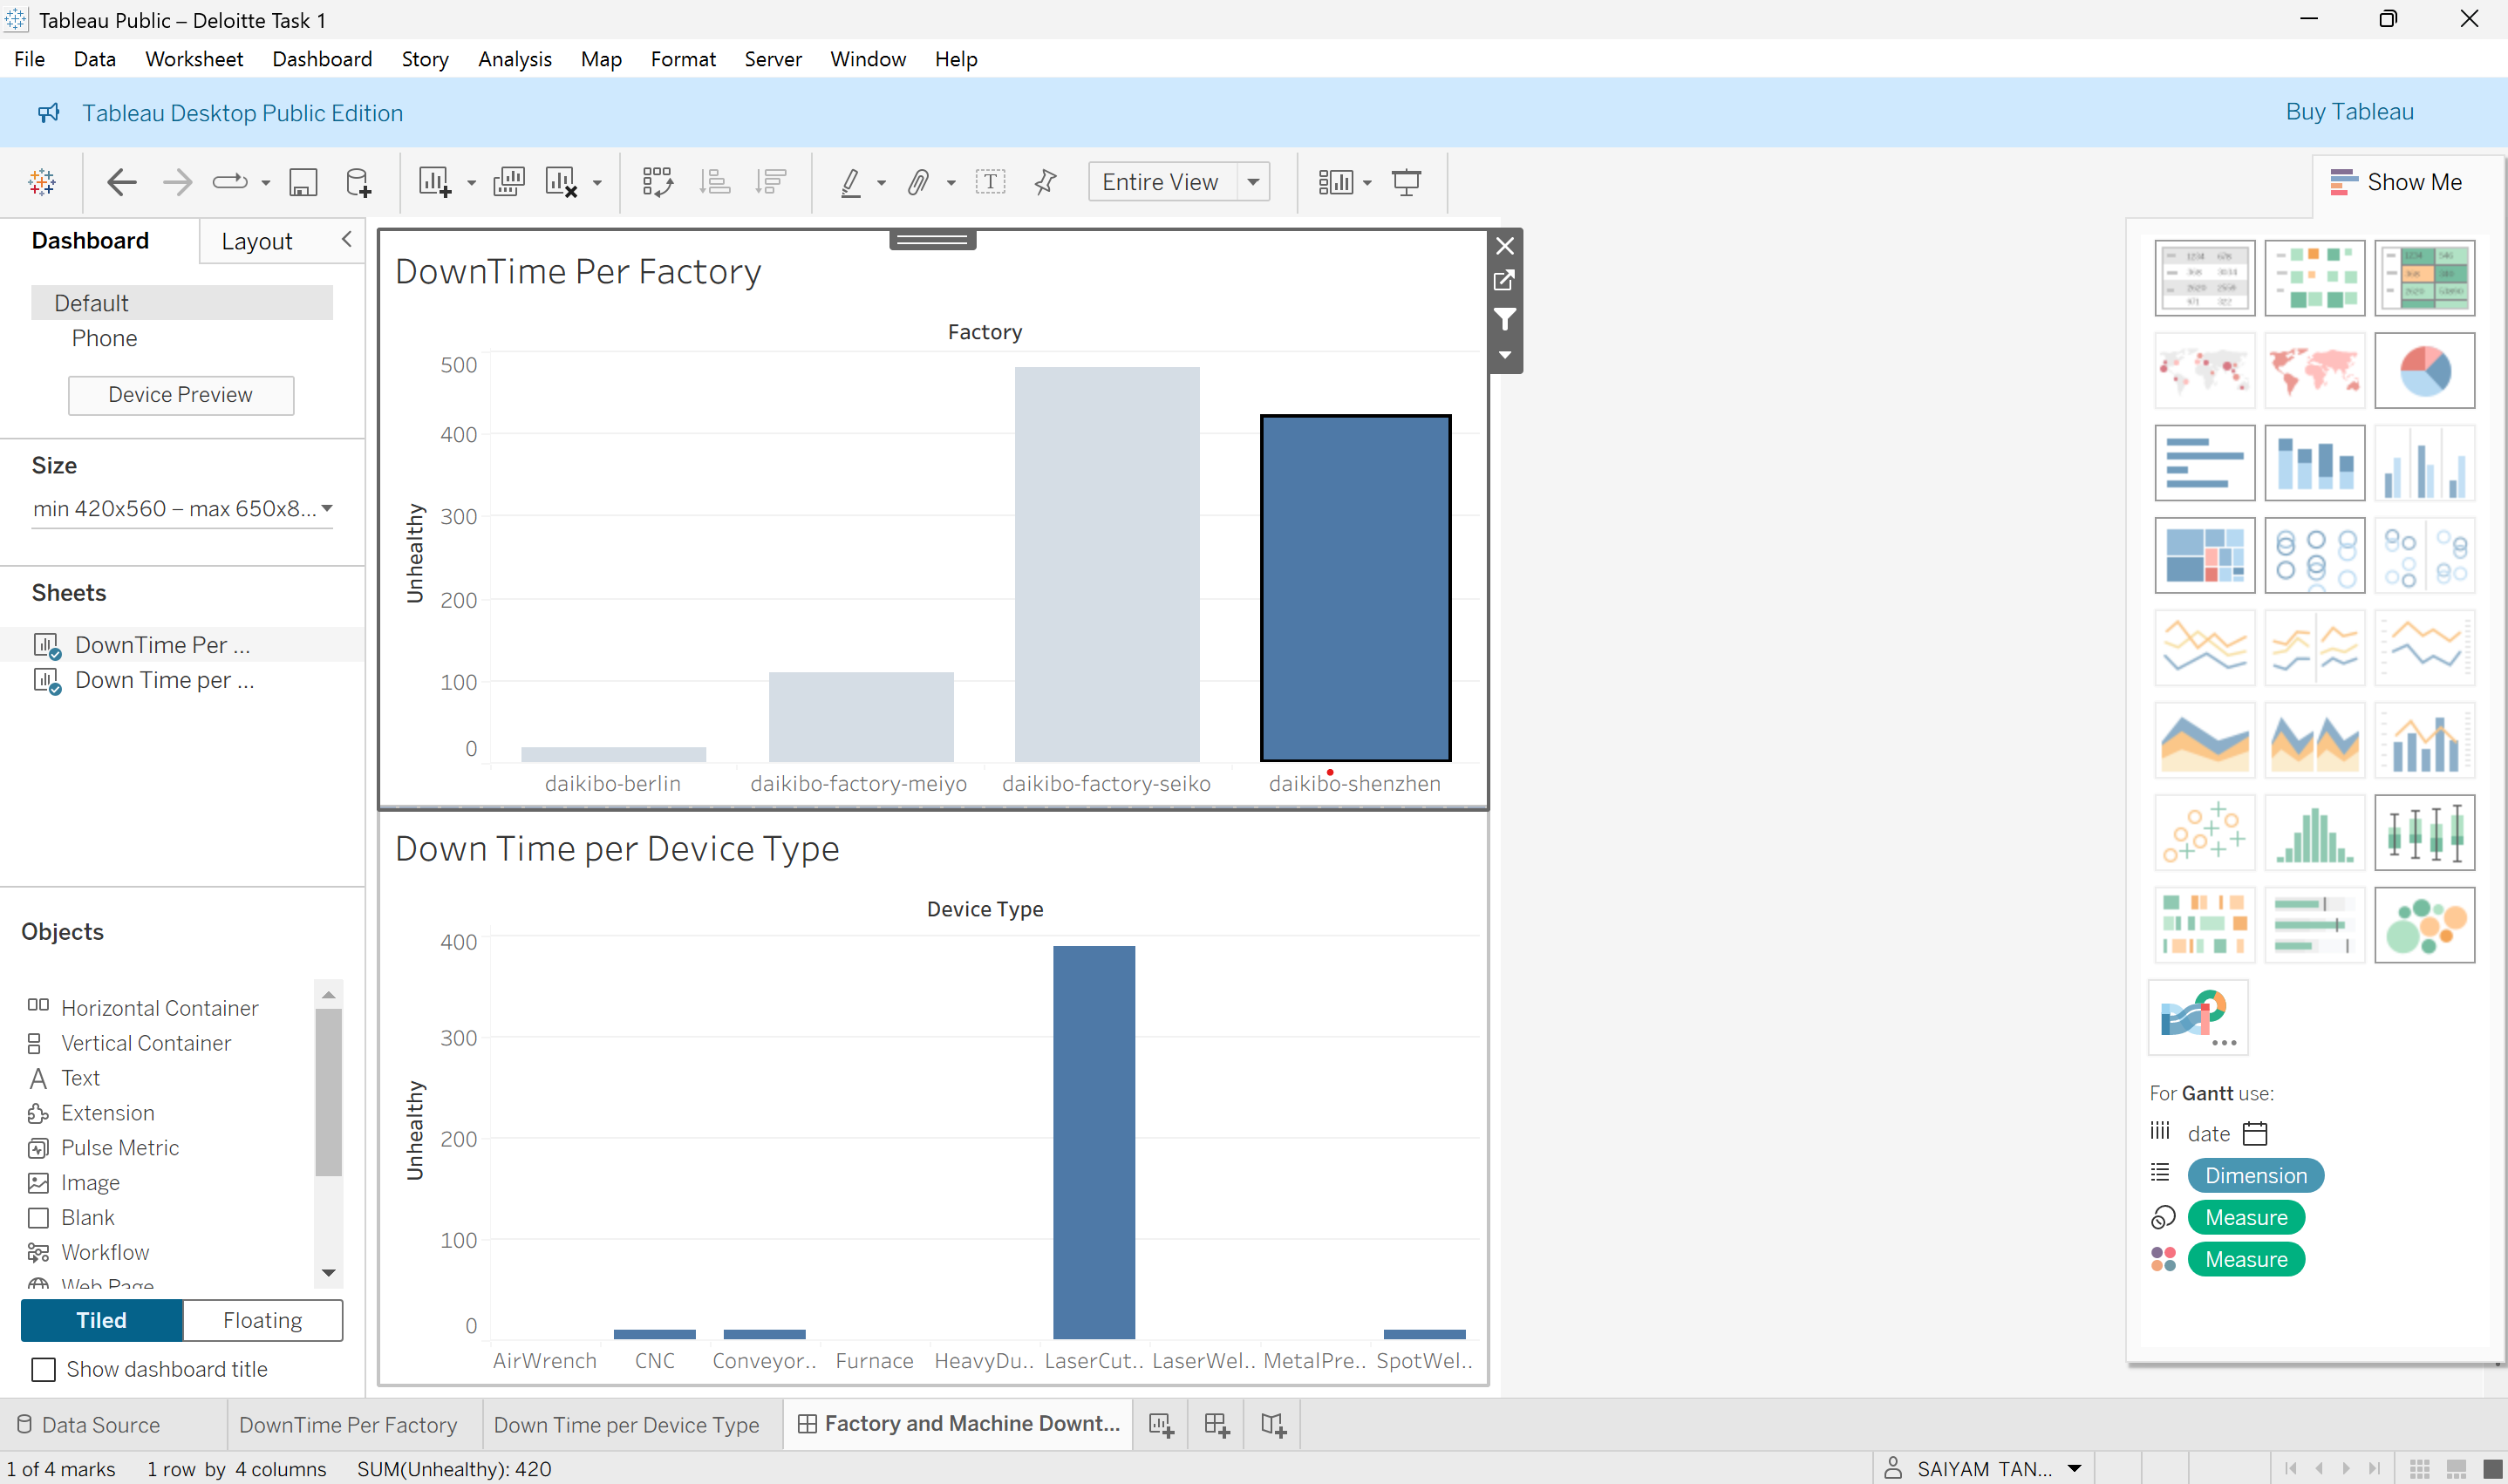 Tableau Public – Deloitte Task 1
File Data Worksheet Dashboard Story Analysis Map Format Server Window Help
Tableau Desktop Public Edition
Buy Tableau
Entire View
Show Me
Dashboard
Layout
Default
Phone
Device Preview
Size
min 420x560 – max 650x8...
Sheets
DownTime Per ...
Down Time per ...
Objects
Horizontal Container
Vertical Container
Text
Extension
Pulse Metric
Image
Blank
Workflow
Web Page
Tiled
Floating
Show dashboard title
DownTime Per Factory
Factory
Unhealthy
500
400
300
200
100
0
daikibo-berlin
daikibo-factory-meiyo
daikibo-factory-seiko
daikibo-shenzhen
Down Time per Device Type
Device Type
Unhealthy
400
300
200
100
0
AirWrench
CNC
Conveyor..
Furnace
HeavyDu..
LaserCut..
LaserWel..
MetalPre..
SpotWel..
For Gantt use:
date
Dimension
Measure
Measure
Data Source
DownTime Per Factory
Down Time per Device Type
Factory and Machine Downt...
1 of 4 marks
1 row by 4 columns
SUM(Unhealthy): 420
SAIYAM TAN...